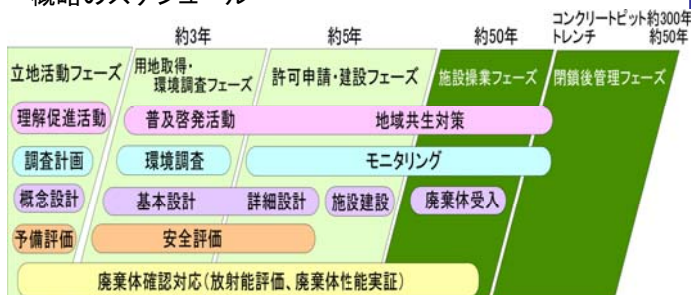 概略のスケジュール
コンクリートピット約300年
約3年 約5年 約50年 トレンチ 約50年
立地活動フェーズ 用地取得・ 許可申請・建設フェーズ 施設操業フェーズ 閉鎖後管理フェーズ
環境調査フェーズ
理解促進活動 普及啓発活動 地域共生対策
調査計画 環境調査 モニタリング
概念設計 基本設計 詳細設計 施設建設 廃棄体受入
予備評価 安全評価
廃棄体確認対応(放射能評価、廃棄体性能実証)